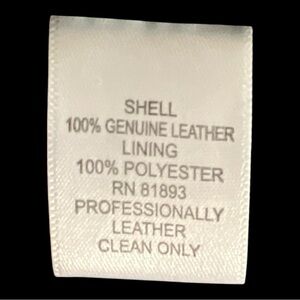 SHELL
100% GENUINE LEATHER
LINING
100% POLYESTER
RN 81893
PROFESSIONALLY
LEATHER
CLEAN ONLY